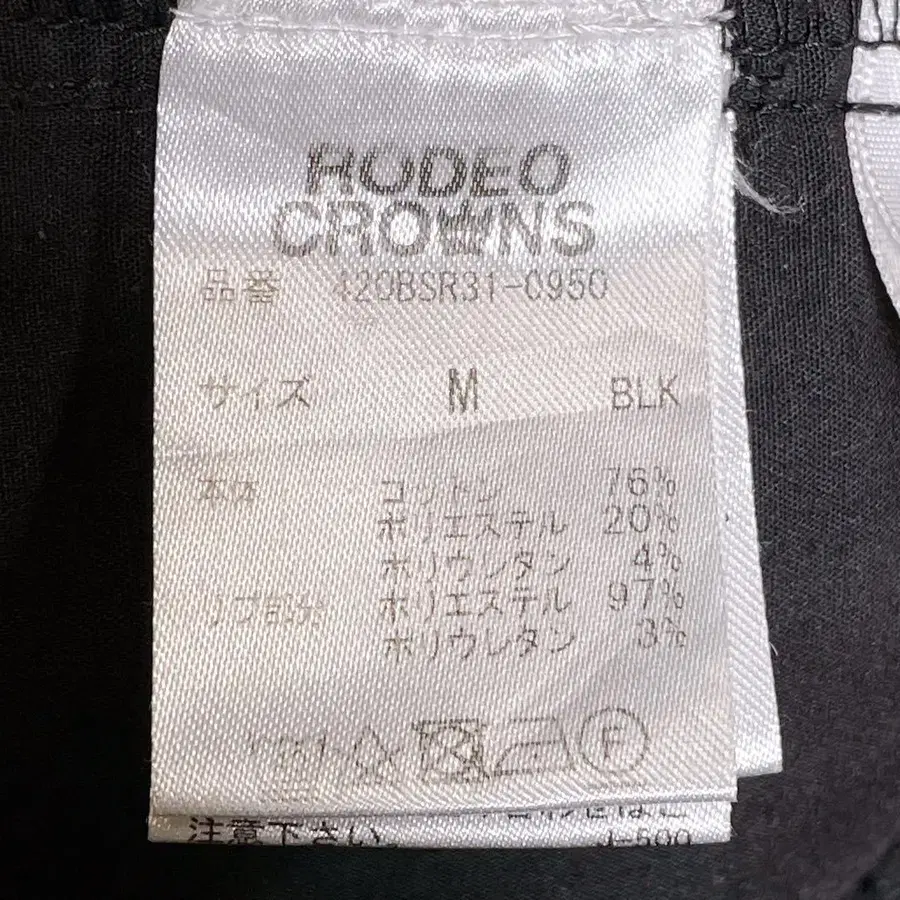 RODEO
CROWNS
品番 420BSR31-0950
サイズ M BLK
本体 コットン 76%
ポリエステル 20%
ポリウレタン 4%
リブ部分 ポリエステル 97%
ポリウレタン 3%
F
注意下さい。
J-500